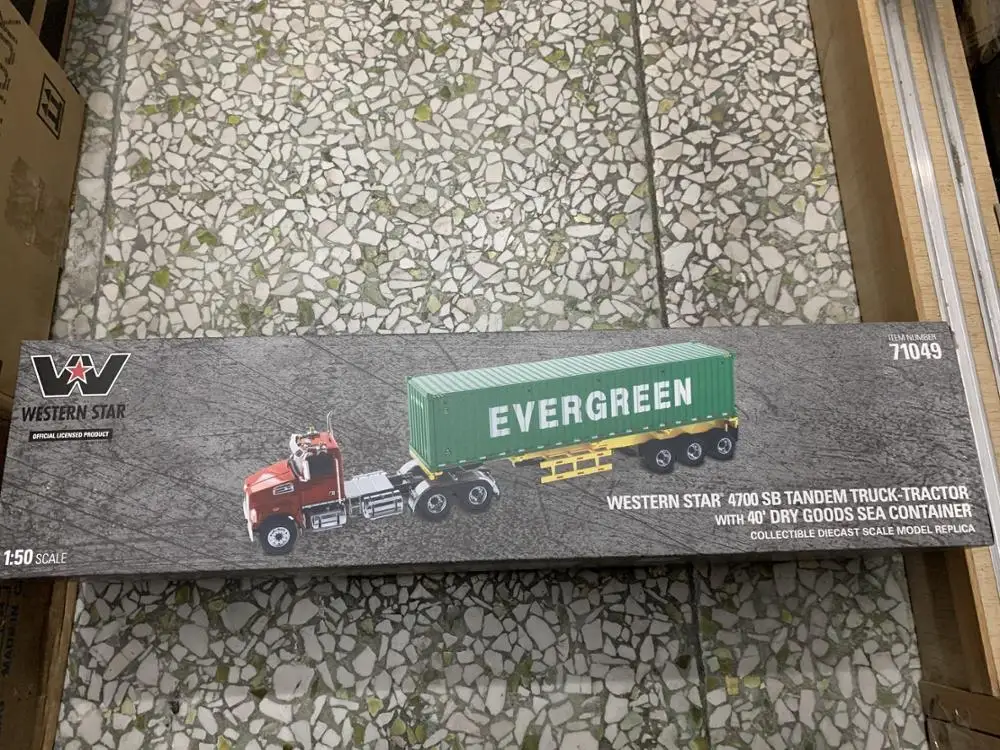 WESTERN STAR
OFFICIAL LICENSED PRODUCT
ITEM NUMBER
71049
EVERGREEN
WESTERN STAR 4700 SB TANDEM TRUCK-TRACTOR
WITH 40' DRY GOODS SEA CONTAINER
COLLECTIBLE DIECAST SCALE MODEL REPLICA
1:50 SCALE